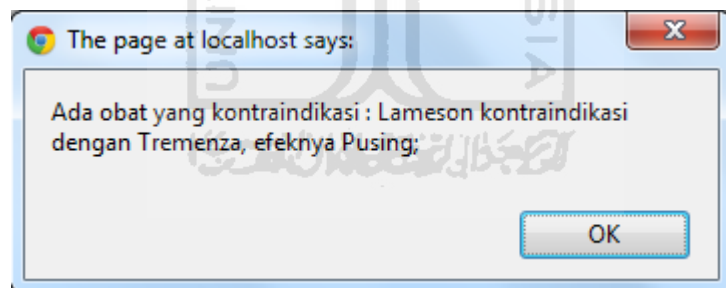 The page at localhost says:
Ada obat yang kontraindikasi : Lameson kontraindikasi
dengan Tremenza, efeknya Pusing;
OK